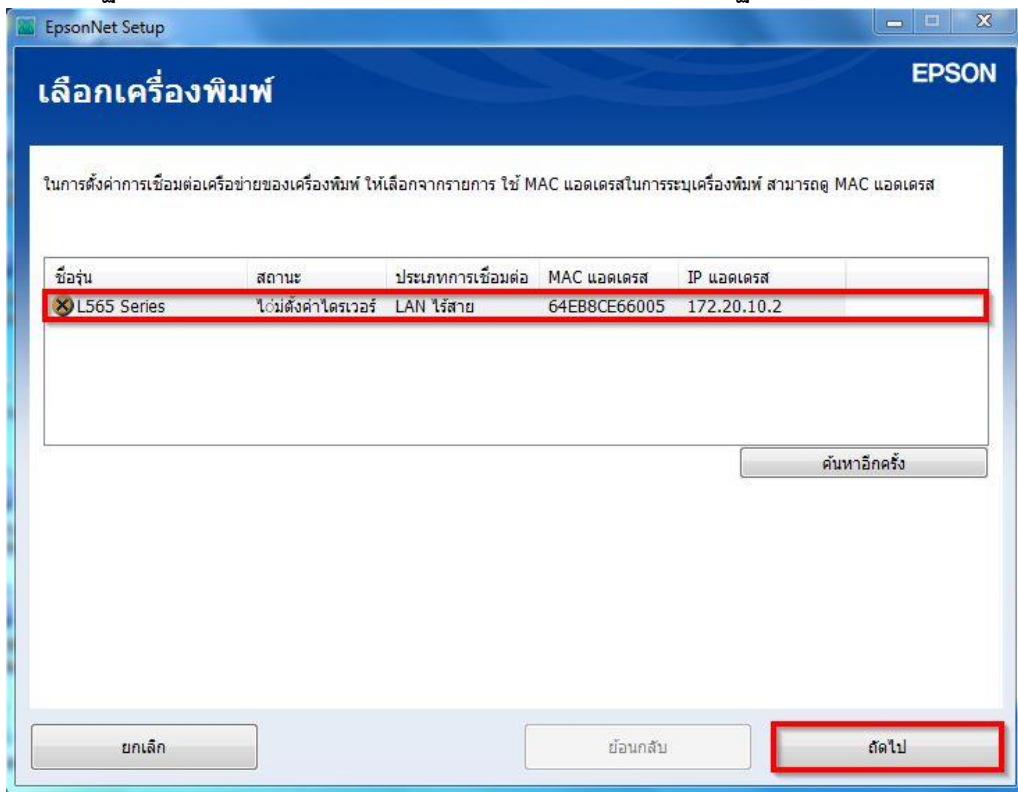 EpsonNet Setup
EPSON
เลือกเครื่องพิมพ์
ในการตั้งค่าการเชื่อมต่อเครือข่ายของเครื่องพิมพ์ ให้เลือกจากรายการ ใช้ MAC แอดเดรสในการระบุเครื่องพิมพ์ สามารถดู MAC แอดเดรส
ชื่อรุ่น สถานะ ประเภทการเชื่อมต่อ MAC แอดเดรส IP แอดเดรส
L565 Series ไม่ตั้งค่าไดรเวอร์ LAN ไร้สาย 64EB8CE66005 172.20.10.2
ค้นหาอีกครั้ง
ยกเลิก ย้อนกลับ ถัดไป